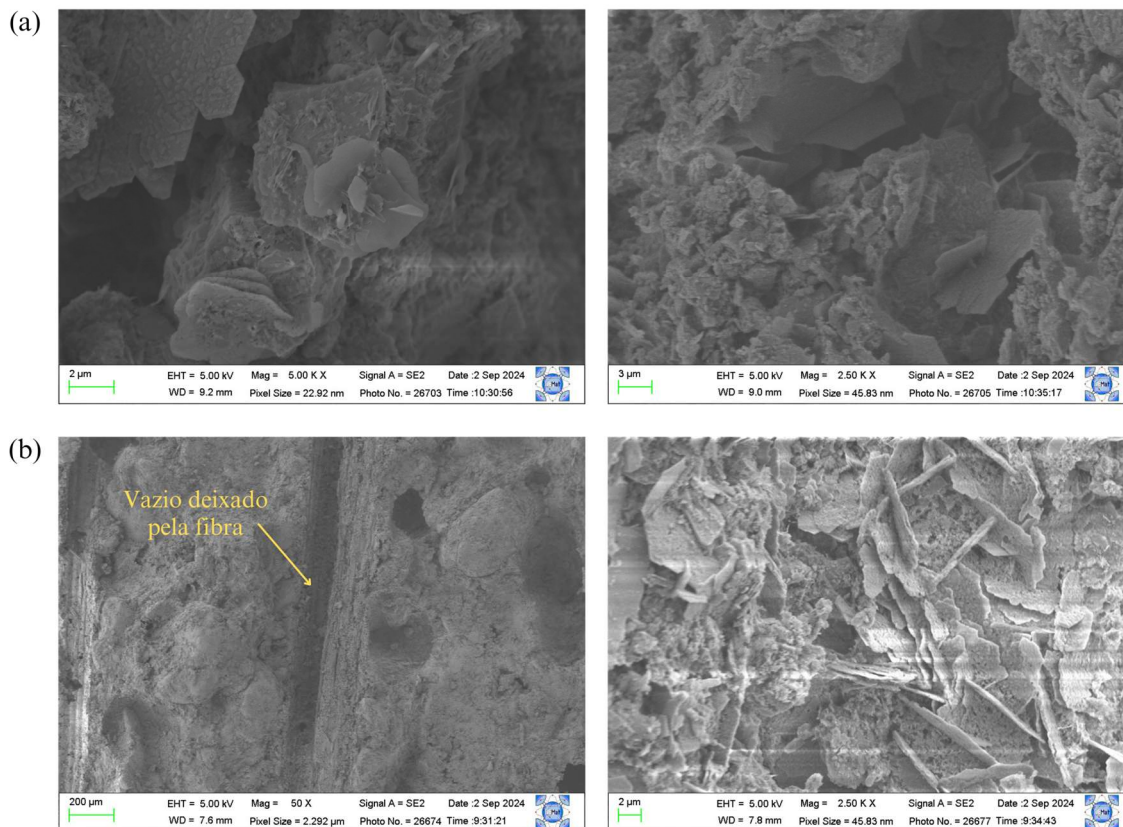 (a)
2 µm
EHT = 5.00 kV Mag = 5.00 K X Signal A = SE2 Date :2 Sep 2024
WD = 9.2 mm Pixel Size = 22.92 nm Photo No. = 26703 Time :10:30:56
3 µm
EHT = 5.00 kV Mag = 2.50 K X Signal A = SE2 Date :2 Sep 2024
WD = 9.0 mm Pixel Size = 45.83 nm Photo No. = 26705 Time :10:35:17
(b)
Vazio deixado
pela fibra
200 µm
EHT = 5.00 kV Mag = 50 X Signal A = SE2 Date :2 Sep 2024
WD = 7.6 mm Pixel Size = 2.292 µm Photo No. = 26674 Time :9:31:21
2 µm
EHT = 5.00 kV Mag = 2.50 K X Signal A = SE2 Date :2 Sep 2024
WD = 7.8 mm Pixel Size = 45.83 nm Photo No. = 26677 Time :9:34:43